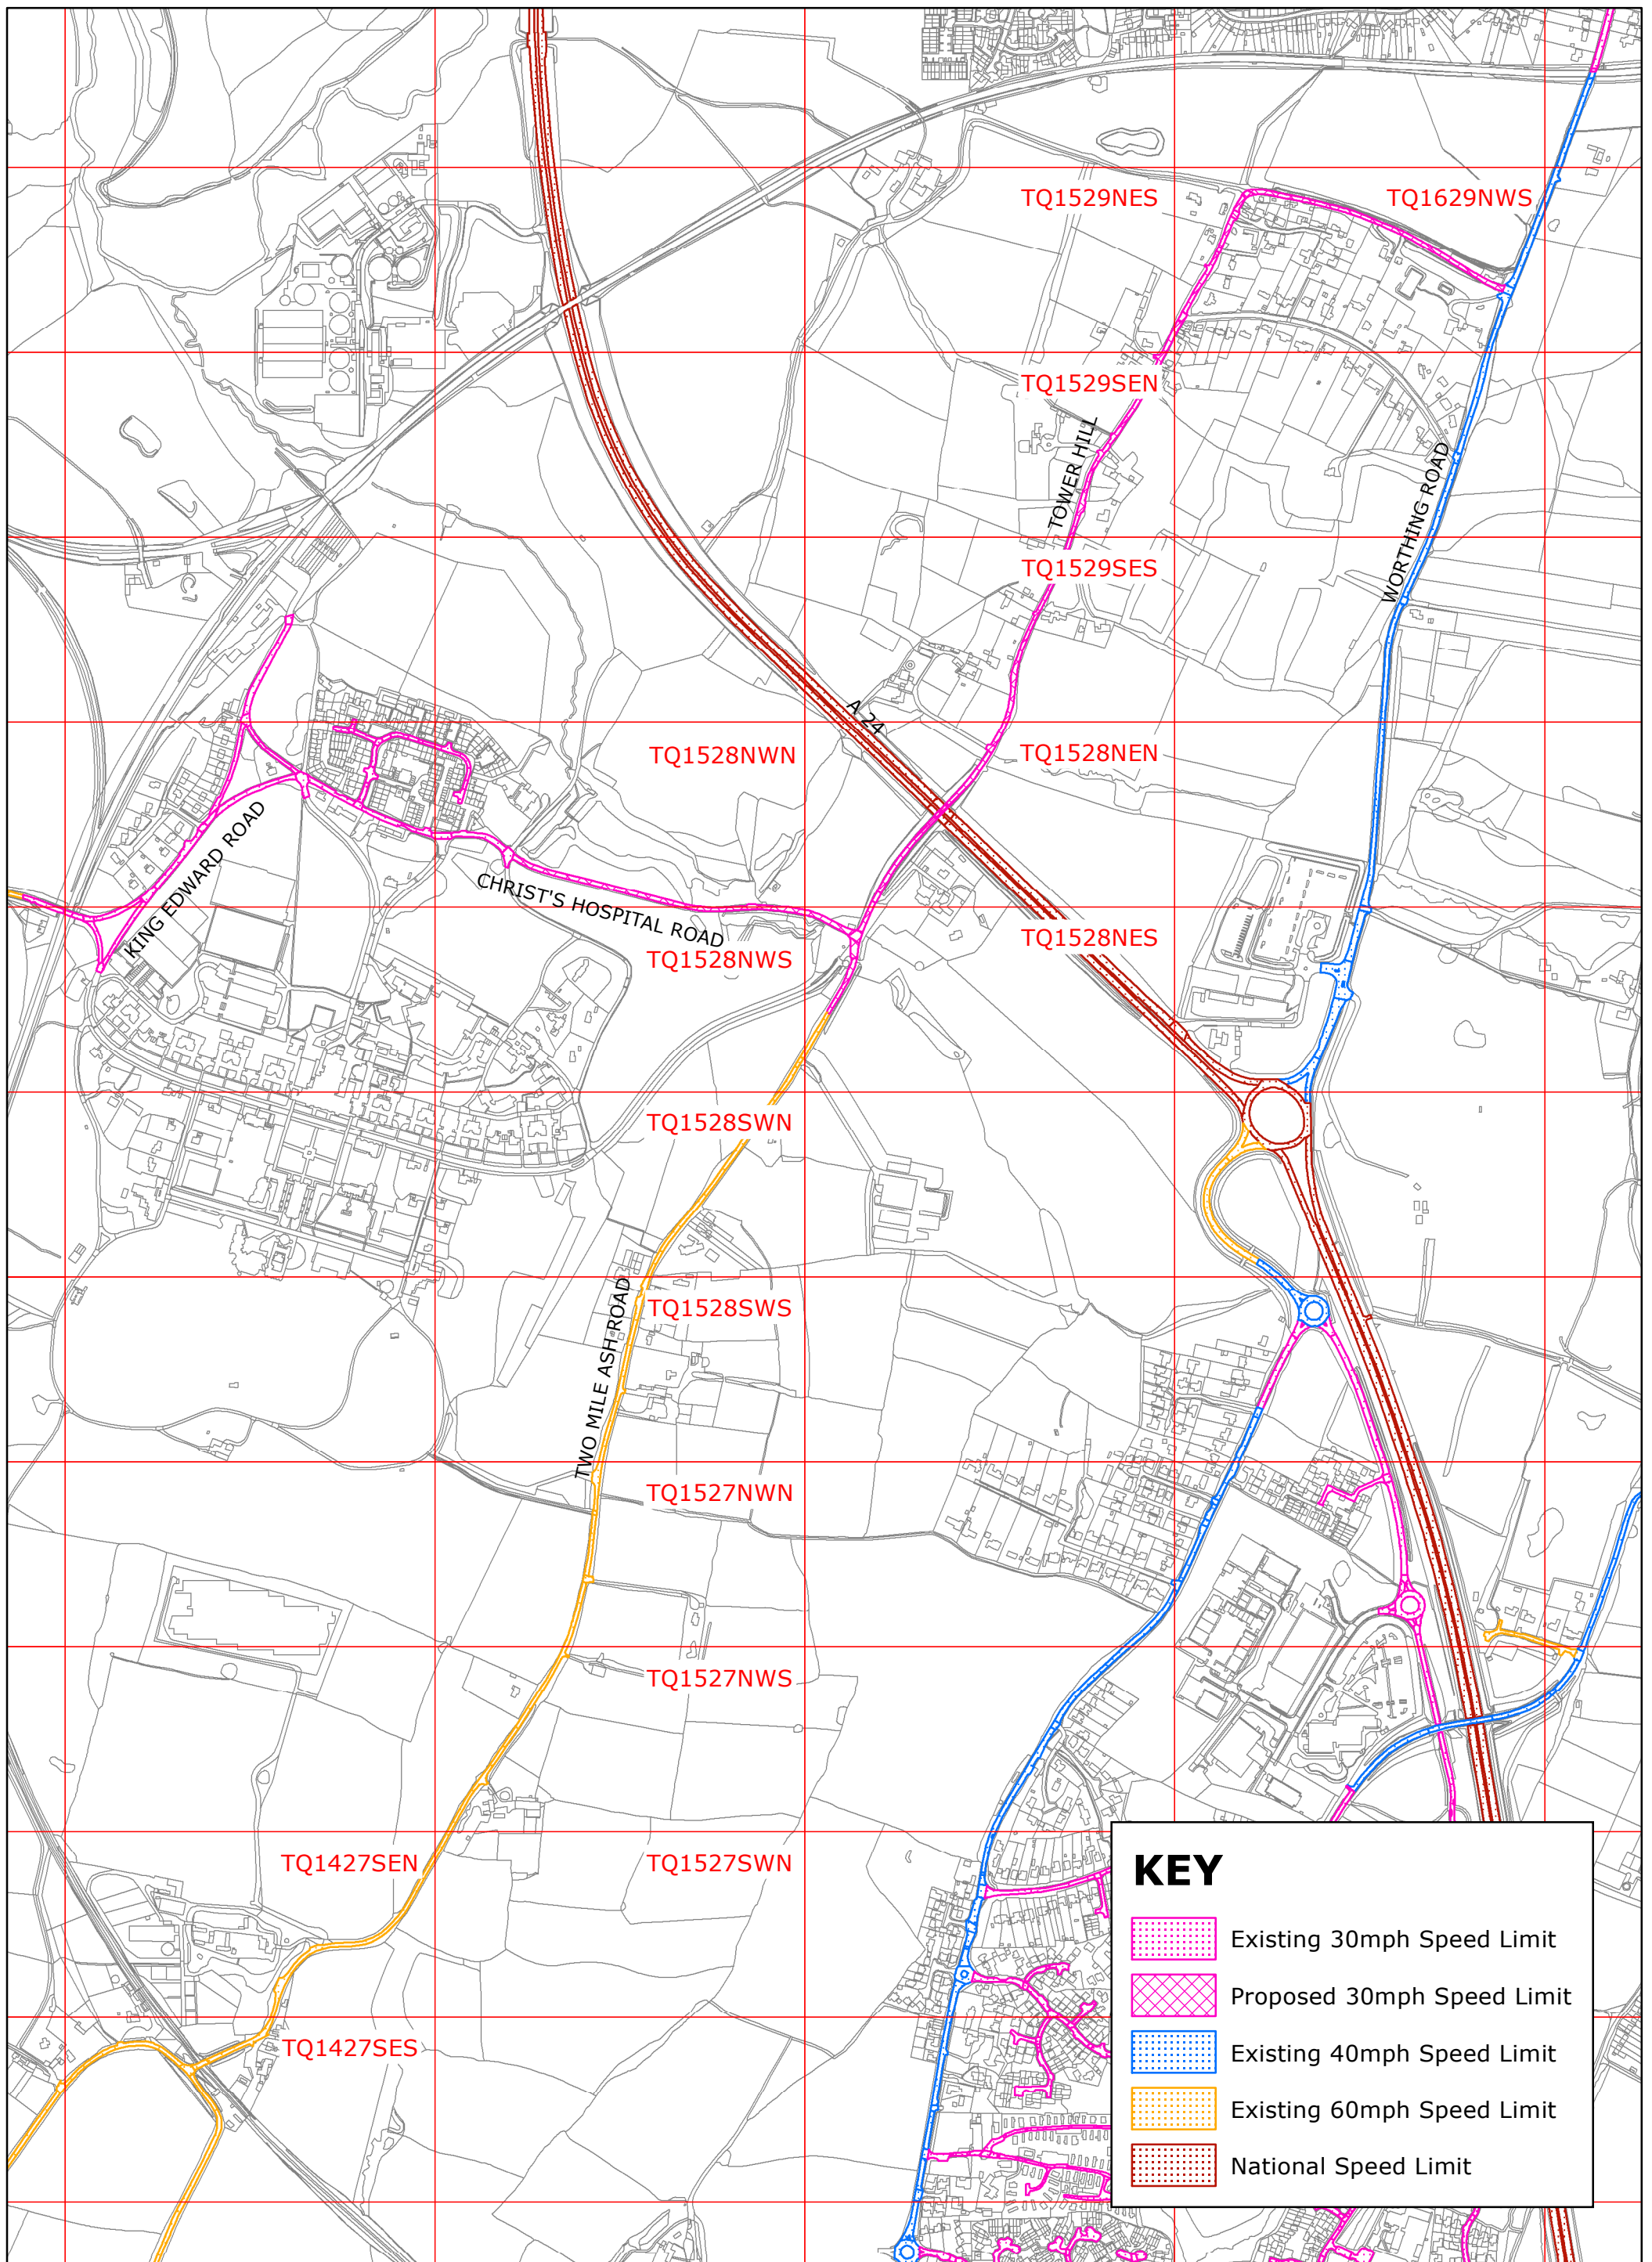 TQ1529NES
TQ1629NWS
TQ1529SEN
TOWER HILL
WORTHING ROAD
TQ1529SES
A 24
TQ1528NWN
TQ1528NEN
KING EDWARD ROAD
CHRIST'S HOSPITAL ROAD
TQ1528NES
TQ1528NWS
TQ1528SWN
TWO MILE ASH ROAD
TQ1528SWS
TQ1527NWN
TQ1527NWS
TQ1427SEN
TQ1527SWN
TQ1427SES
KEY
Existing 30mph Speed Limit
Proposed 30mph Speed Limit
Existing 40mph Speed Limit
Existing 60mph Speed Limit
National Speed Limit